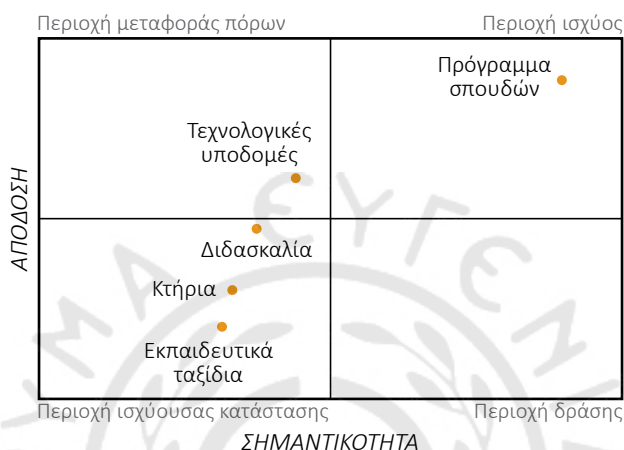 Περιοχή μεταφοράς πόρων
Περιοχή ισχύος
Πρόγραμμα
σπουδών
Τεχνολογικές
υποδομές
ΑΠΟΔΟΣΗ
Διδασκαλία
Κτήρια
Εκπαιδευτικά
ταξίδια
Περιοχή ισχύουσας κατάστασης
Περιοχή δράσης
ΣΗΜΑΝΤΙΚΟΤΗΤΑ